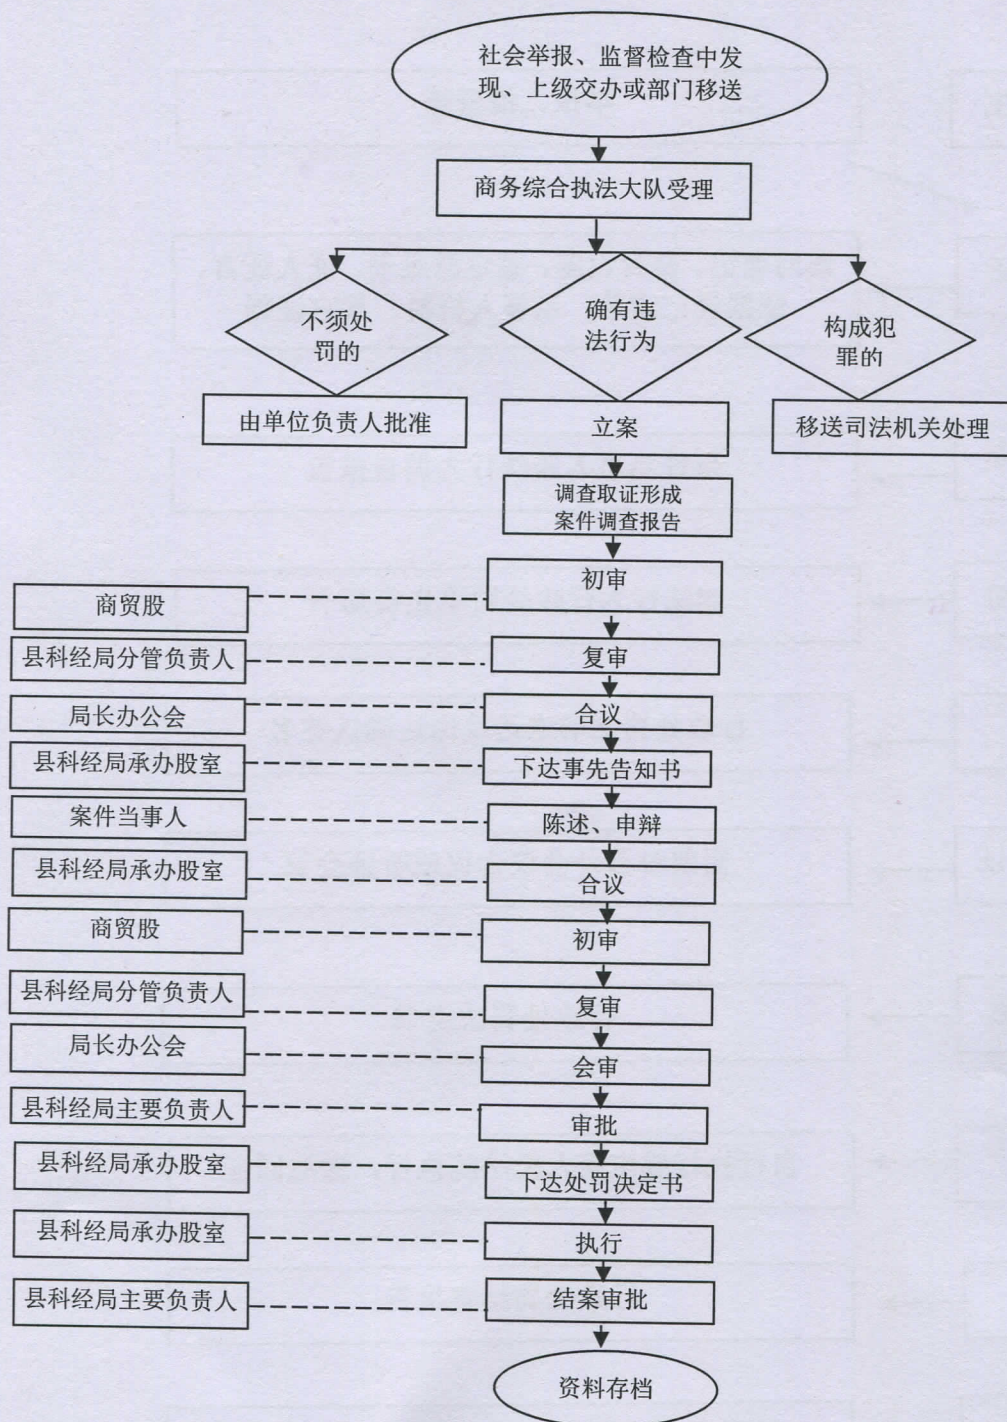 社会举报、监督检查中发
现、上级交办或部门移送
商务综合执法大队受理
不须处
罚的
确有违
法行为
构成犯
罪的
由单位负责人批准
立案
移送司法机关处理
调查取证形成
案件调查报告
商贸股
初审
县科经局分管负责人
复审
局长办公会
合议
县科经局承办股室
下达事先告知书
案件当事人
陈述、申辩
县科经局承办股室
合议
商贸股
初审
县科经局分管负责人
复审
局长办公会
会审
县科经局主要负责人
审批
县科经局承办股室
下达处罚决定书
县科经局承办股室
执行
县科经局主要负责人
结案审批
资料存档